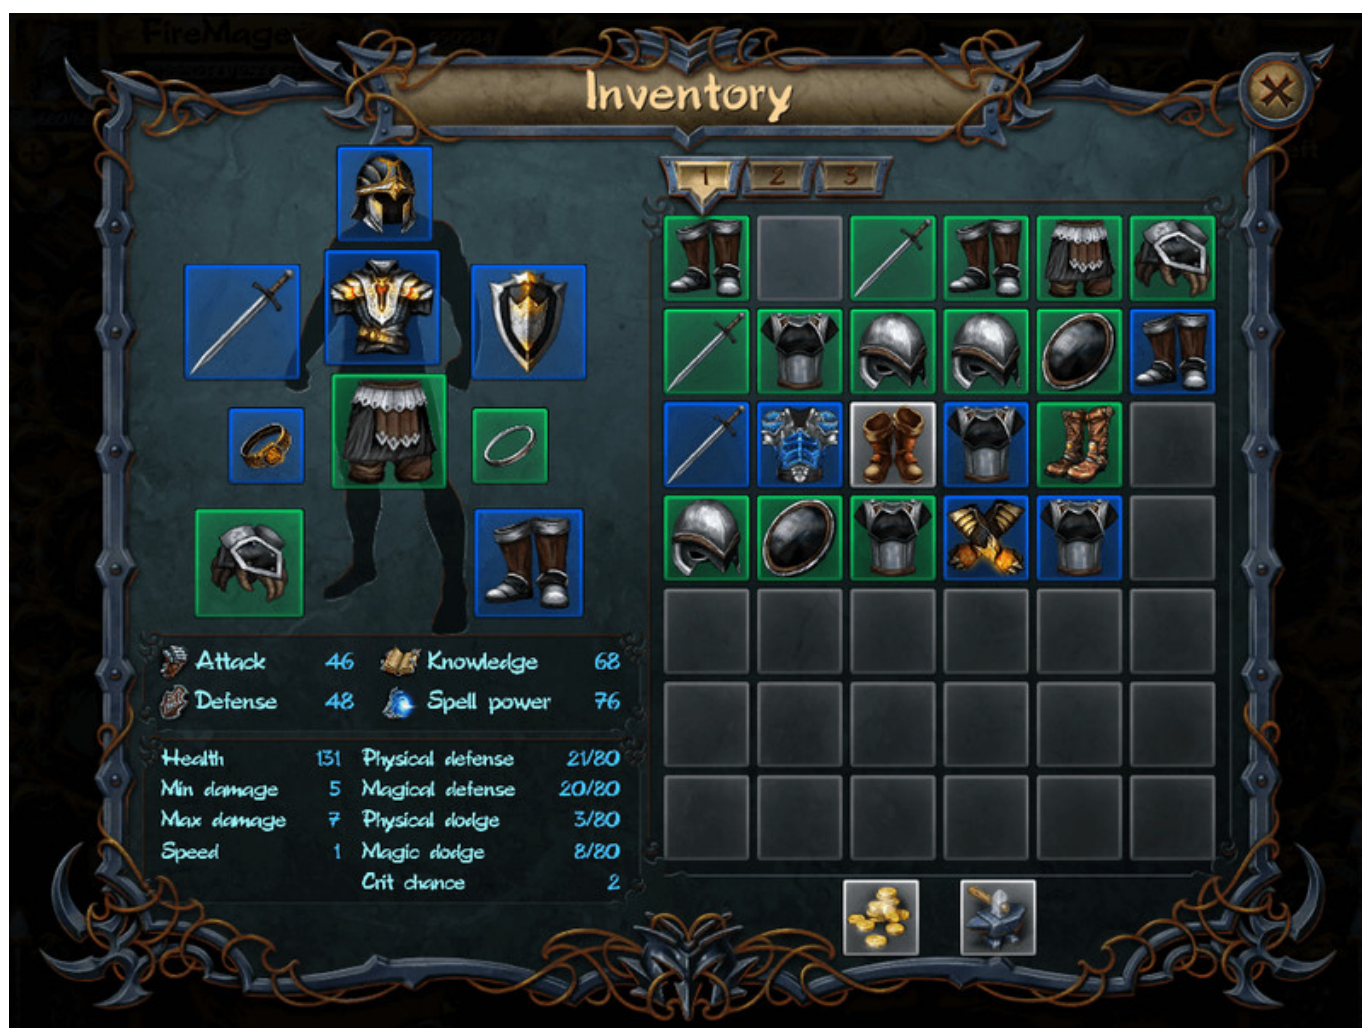 FireMage
Inventory
1 2 3
Attack 46 Knowledge 68
Defense 48 Spell power 76
Health 131 Physical defense 21/80
Min damage 5 Magical defense 20/80
Max damage 7 Physical dodge 3/80
Speed 1 Magic dodge 8/80
Crit chance 2